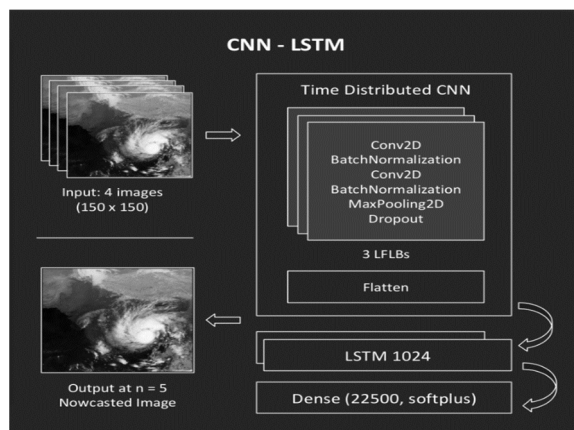 CNN - LSTM
Input: 4 images
(150 x 150)
Time Distributed CNN
Conv2D
BatchNormalization
Conv2D
BatchNormalization
MaxPooling2D
Dropout
3 LFLBs
Flatten
LSTM 1024
Dense (22500, softplus)
Output at n = 5
Nowcasted Image